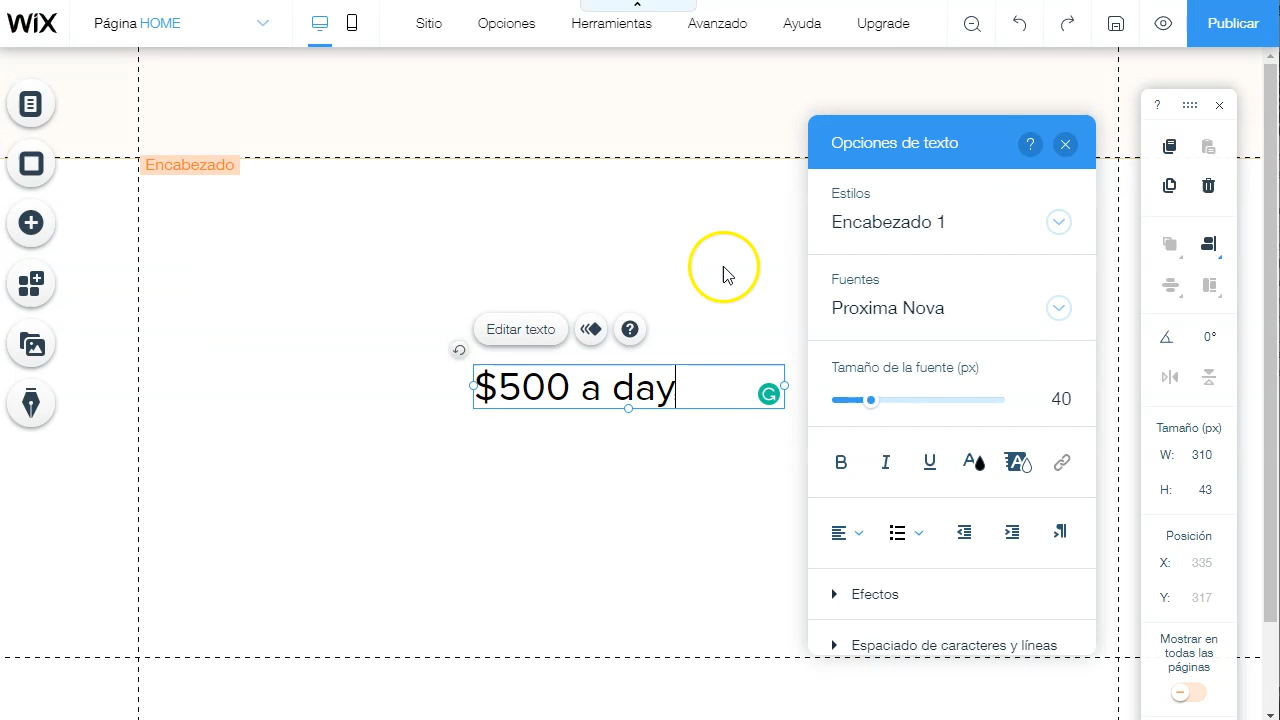 WiX
Página HOME
Sitio
Opciones
Herramientas
Avanzado
Ayuda
Upgrade
Publicar
Encabezado
Opciones de texto
?
Estilos
Encabezado 1
Fuentes
Proxima Nova
Tamaño de la fuente (px)
40
B I U A A
Efectos
Espaciado de caracteres y líneas
Editar texto
?
$500 a day
?
0°
Tamaño (px)
W: 310
H: 43
Posición
X: 335
Y: 317
Mostrar en
todas las
páginas